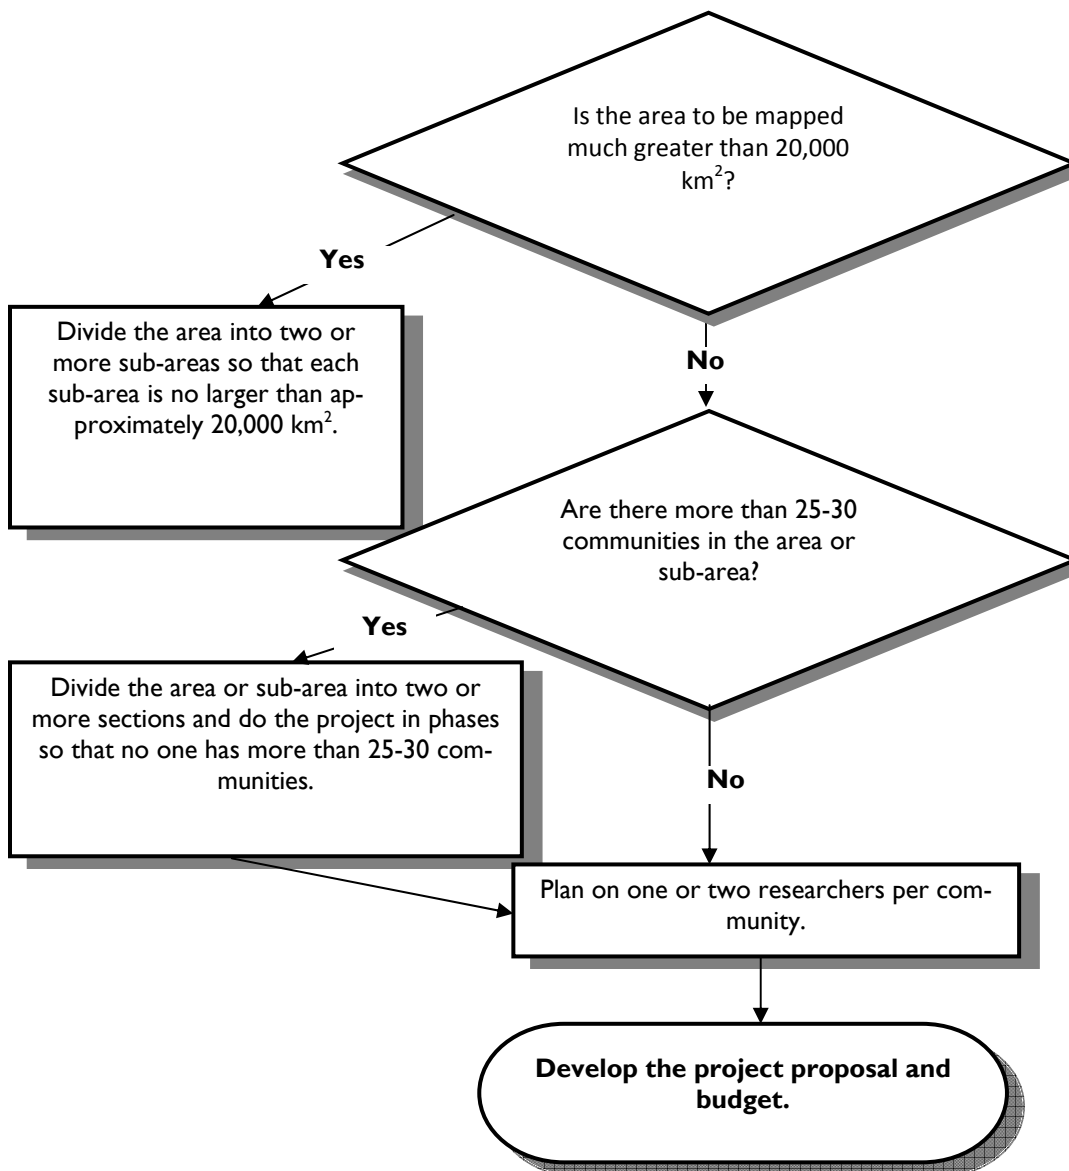 Is the area to be mapped
much greater than 20,000
km²?
Yes
Divide the area into two or
more sub-areas so that each
sub-area is no larger than ap-
proximately 20,000 km².
No
Are there more than 25-30
communities in the area or
sub-area?
Yes
Divide the area or sub-area into two or
more sections and do the project in phases
so that no one has more than 25-30 com-
munities.
No
Plan on one or two researchers per com-
munity.
Develop the project proposal and
budget.